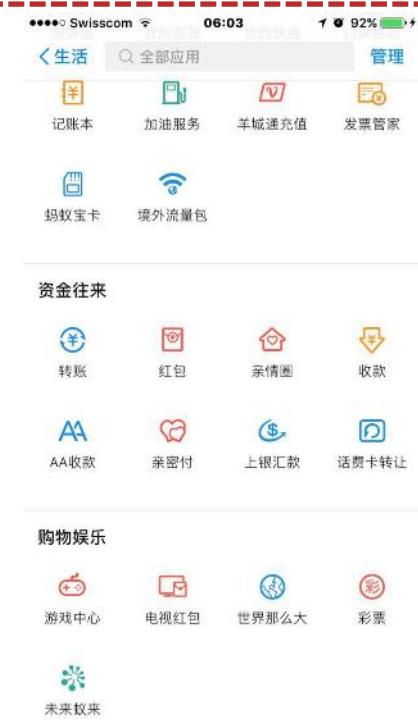 Swisscom 06:03 92%
生活 全部应用 管理
记账本 加油服务 羊城通充值 发票管家
蚂蚁宝卡 境外流量包
资金往来
转账 红包 亲情圈 收款
AA收款 亲密付 上银汇款 话费卡转让
购物娱乐
游戏中心 电视红包 世界那么大 彩票
未来蚁来